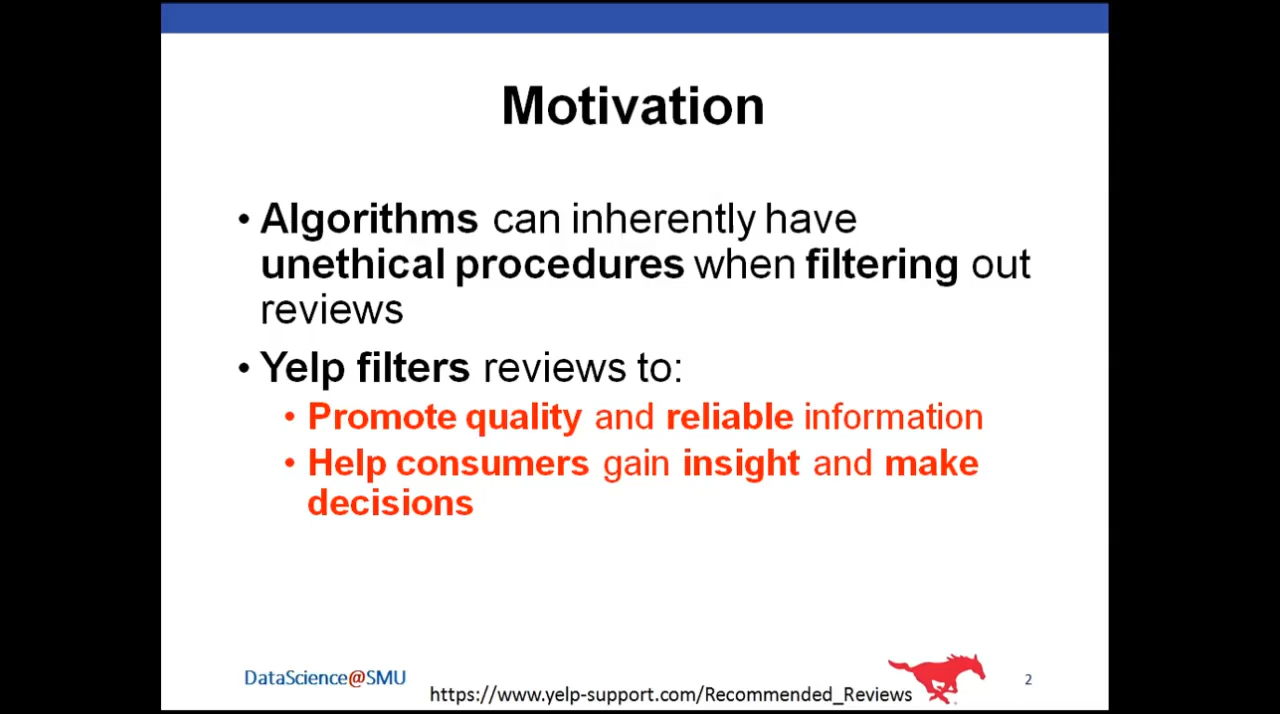 Motivation
• Algorithms can inherently have
unethical procedures when filtering out
reviews
• Yelp filters reviews to:
• Promote quality and reliable information
• Help consumers gain insight and make
decisions
DataScience@SMU
https://www.yelp-support.com/Recommended_Reviews
2